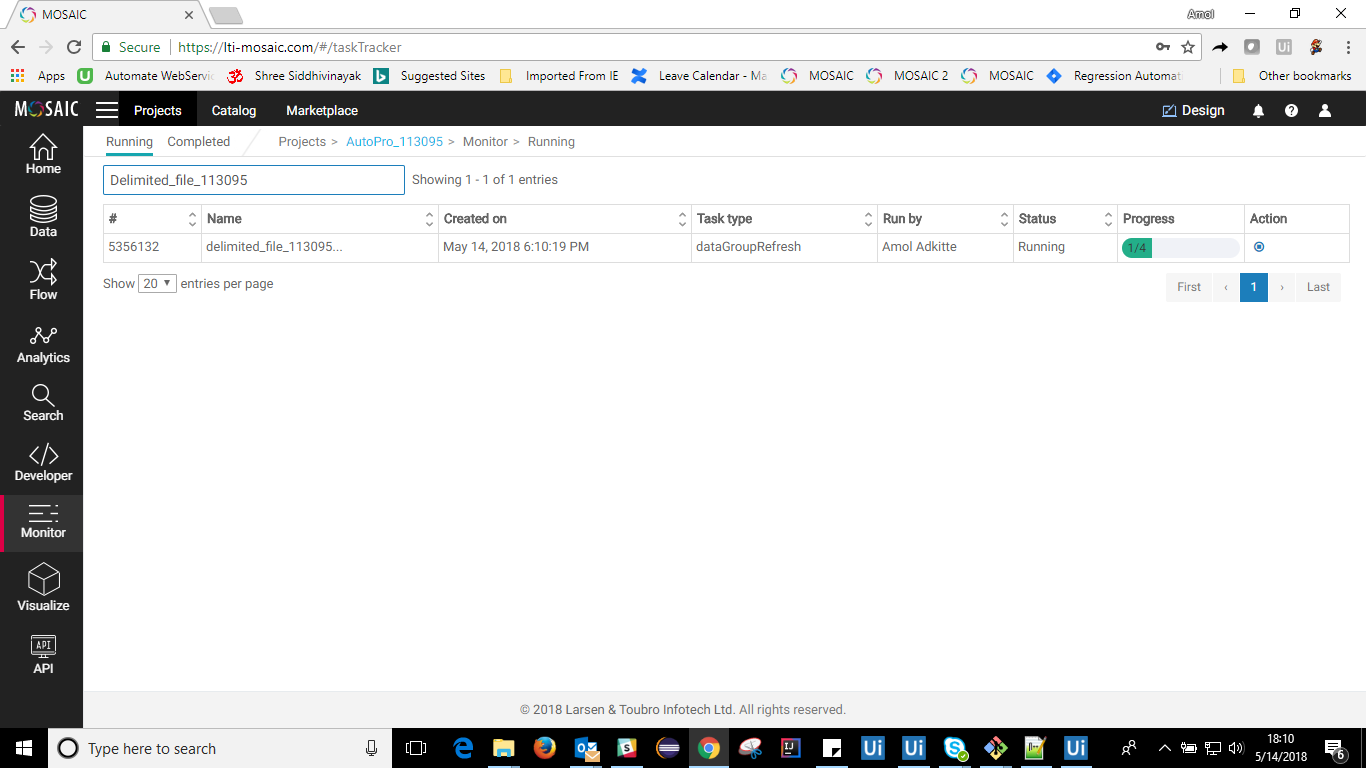 MOSAIC
Amol
Secure https://lti-mosaic.com/#/taskTracker
Apps Automate WebServic Shree Siddhivinayak Suggested Sites Imported From IE Leave Calendar - Ma MOSAIC MOSAIC 2 MOSAIC Regression Automat Other bookmarks
MOSAIC Projects Catalog Marketplace Design
Running Completed Projects > AutoPro_113095 > Monitor > Running
Delimited_file_113095 Showing 1 - 1 of 1 entries
# Name Created on Task type Run by Status Progress Action
5356132 delimited_file_113095... May 14, 2018 6:10:19 PM dataGroupRefresh Amol Adkitte Running 1/4
Show 20 entries per page First ‹ 1 › Last
Home
Data
Flow
Analytics
Search
Developer
Monitor
Visualize
API
API
© 2018 Larsen & Toubro Infotech Ltd. All rights reserved.
Type here to search
18:10
5/14/2018
6